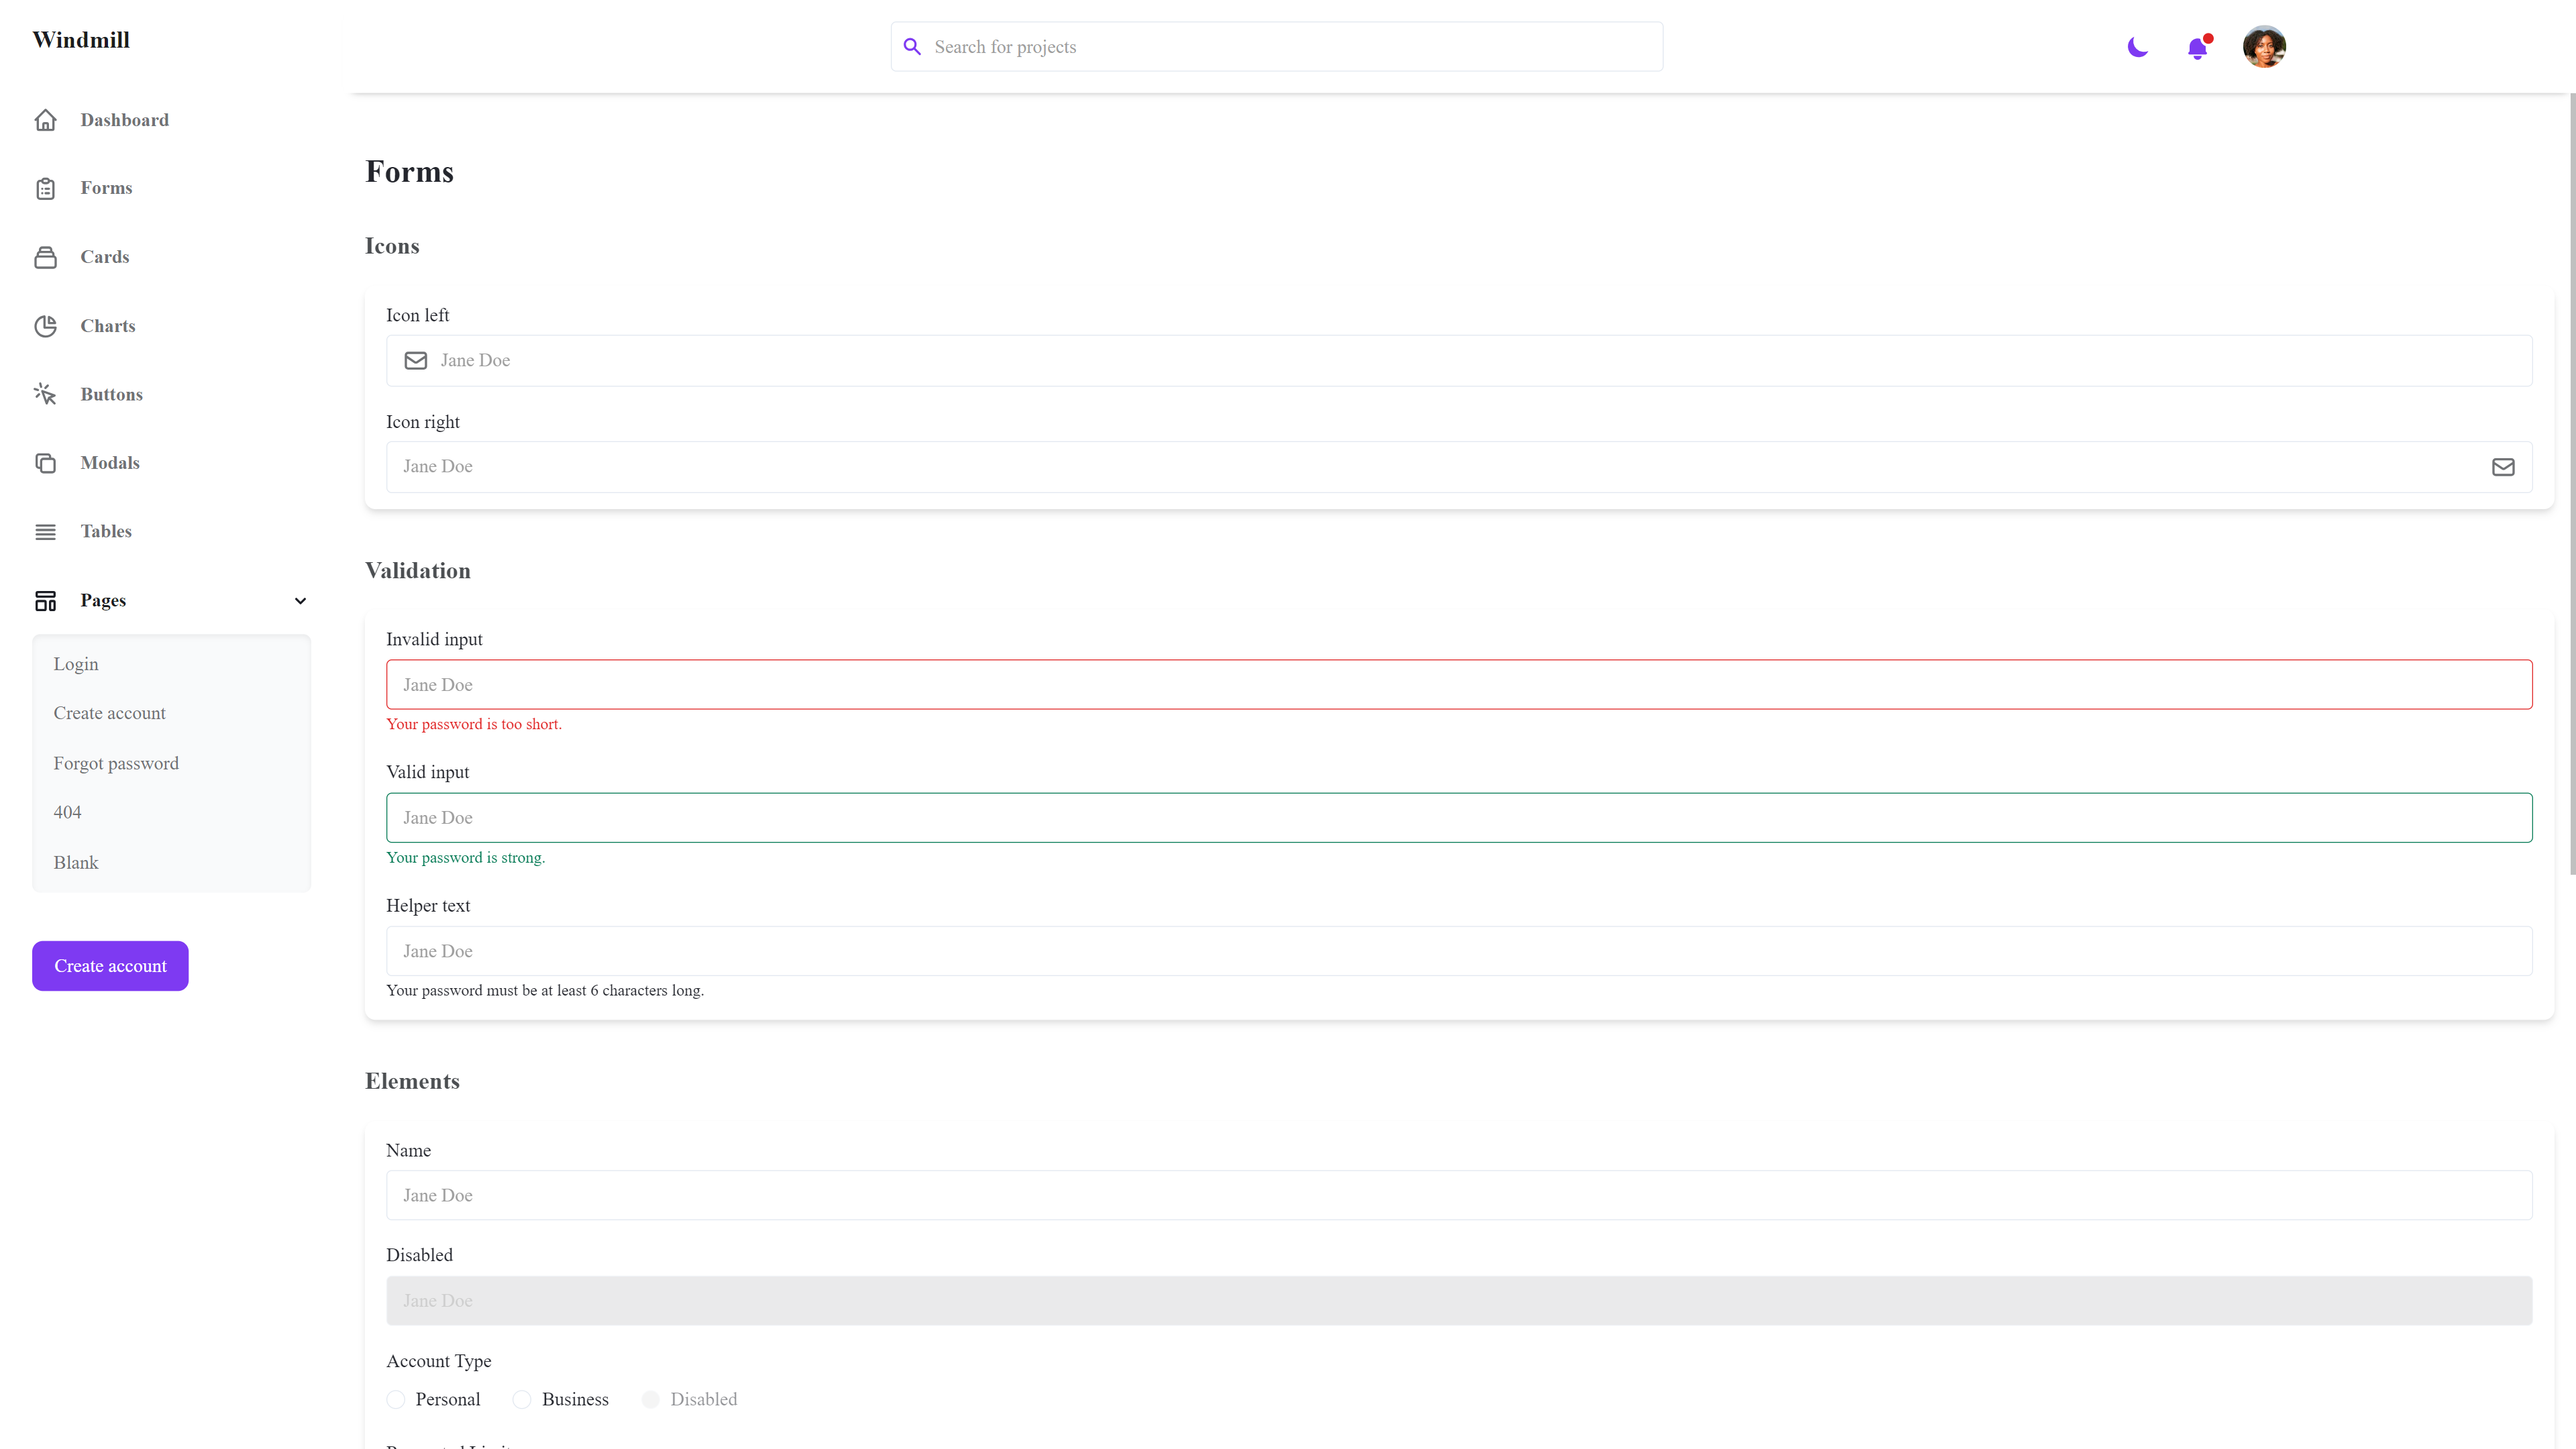 Windmill
Search for projects
Dashboard
Forms
Cards
Charts
Buttons
Modals
Tables
Pages
Login
Create account
Forgot password
404
Blank
Create account
Forms
Icons
Icon left
Jane Doe
Icon right
Jane Doe
Validation
Invalid input
Jane Doe
Your password is too short.
Valid input
Jane Doe
Your password is strong.
Helper text
Jane Doe
Your password must be at least 6 characters long.
Elements
Name
Jane Doe
Disabled
Jane Doe
Account Type
Personal Business Disabled